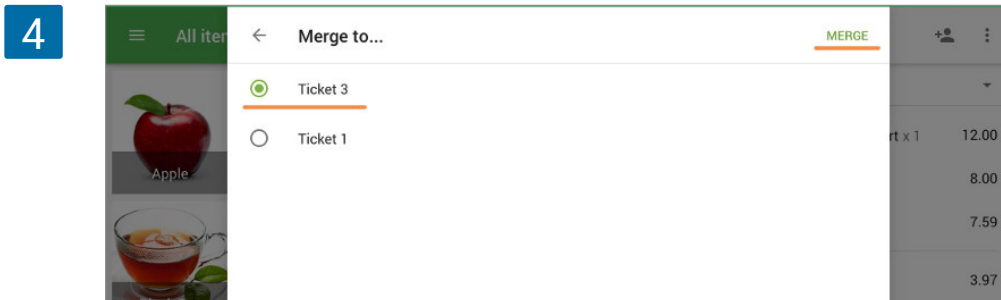 4
All iter
Merge to...
MERGE
Ticket 3
Ticket 1
rt x 1 12.00
Apple
8.00
7.59
3.97